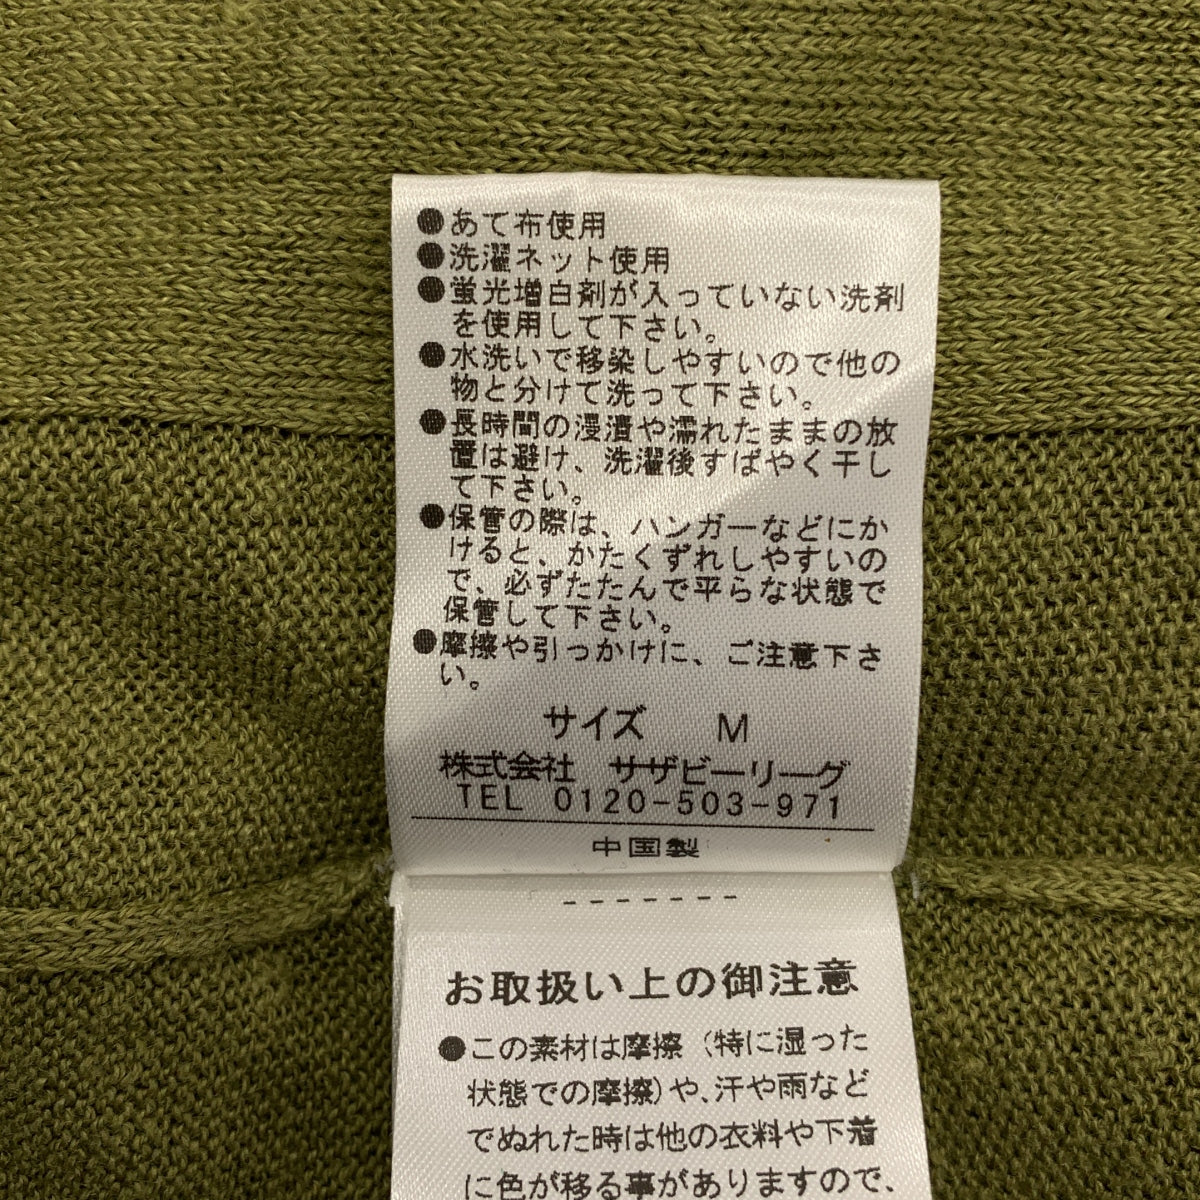 ●あて布使用
●洗濯ネット使用
●蛍光増白剤が入っていない洗剤
を使用して下さい。
●水洗いで移染しやすいので他の
物と分けて洗って下さい。
●長時間の浸漬や濡れたままの放
置は避け、洗濯後すばやく干し
て下さい。
●保管の際は、ハンガーなどにか
けると、かたくずれしやすいの
で、必ずたたんで平らな状態で
保管して下さい。
●摩擦や引っかけに、ご注意下さ
い。
サイズ M
株式会社 サザビーリーグ
TEL 0120-503-971
中国製
-------
お取扱い上の御注意
●この素材は摩擦(特に湿った
状態での摩擦)や、汗や雨など
でぬれた時は他の衣料や下着
に色が移る事がありますので、